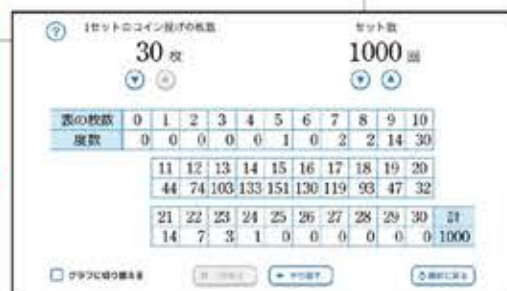 ? 1セットのコイン投げの枚数 セット数
30 枚 1000 回
表の枚数 0 1 2 3 4 5 6 7 8 9 10
度数 0 0 0 0 0 1 0 2 2 14 30
11 12 13 14 15 16 17 18 19 20
44 74 103 133 151 130 119 93 47 32
21 22 23 24 25 26 27 28 29 30 計
14 7 3 1 0 0 0 0 0 0 1000
グラフに切り替える やり直す 選択に戻る